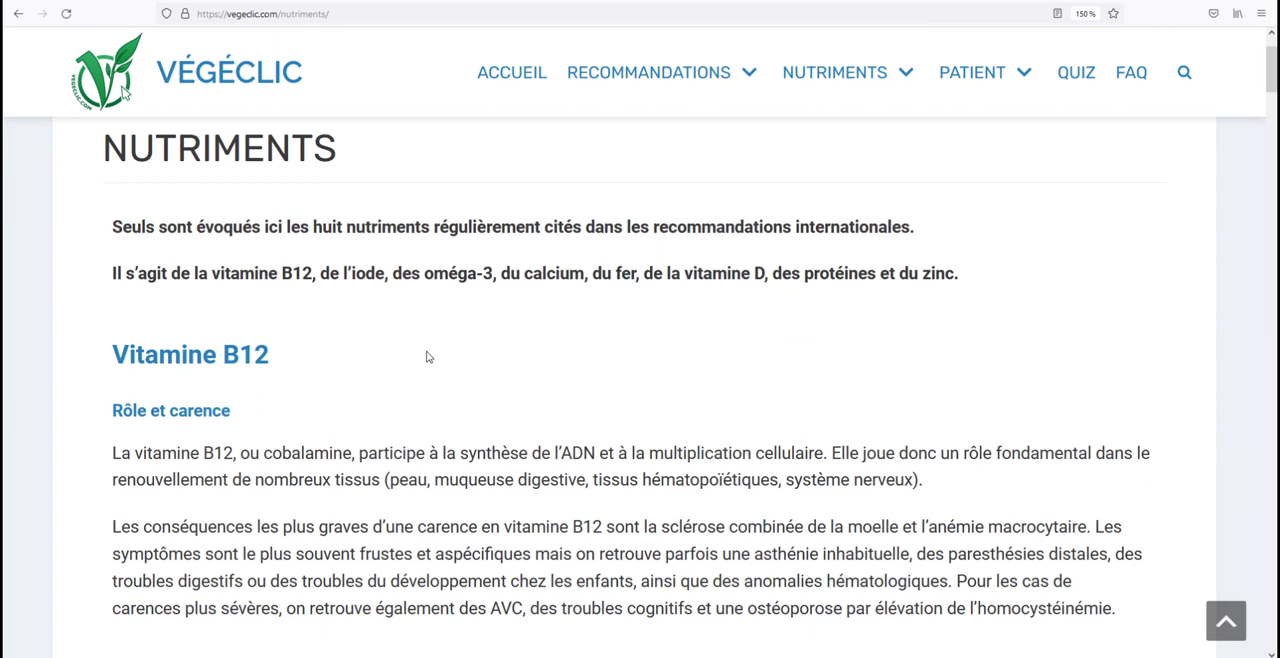 https://vegeclic.com/nutriments/
150 %
VEGECLIC.COM
VÉGÉCLIC
ACCUEIL RECOMMANDATIONS NUTRIMENTS PATIENT QUIZ FAQ
NUTRIMENTS
Seuls sont évoqués ici les huit nutriments régulièrement cités dans les recommandations internationales.
Il s’agit de la vitamine B12, de l’iode, des oméga-3, du calcium, du fer, de la vitamine D, des protéines et du zinc.
Vitamine B12
Rôle et carence
La vitamine B12, ou cobalamine, participe à la synthèse de l’ADN et à la multiplication cellulaire. Elle joue donc un rôle fondamental dans le
renouvellement de nombreux tissus (peau, muqueuse digestive, tissus hématopoïétiques, système nerveux).
Les conséquences les plus graves d’une carence en vitamine B12 sont la sclérose combinée de la moelle et l’anémie macrocytaire. Les
symptômes sont le plus souvent frustes et aspécifiques mais on retrouve parfois une asthénie inhabituelle, des paresthésies distales, des
troubles digestifs ou des troubles du développement chez les enfants, ainsi que des anomalies hématologiques. Pour les cas de
carences plus sévères, on retrouve également des AVC, des troubles cognitifs et une ostéoporose par élévation de l’homocystéinémie.